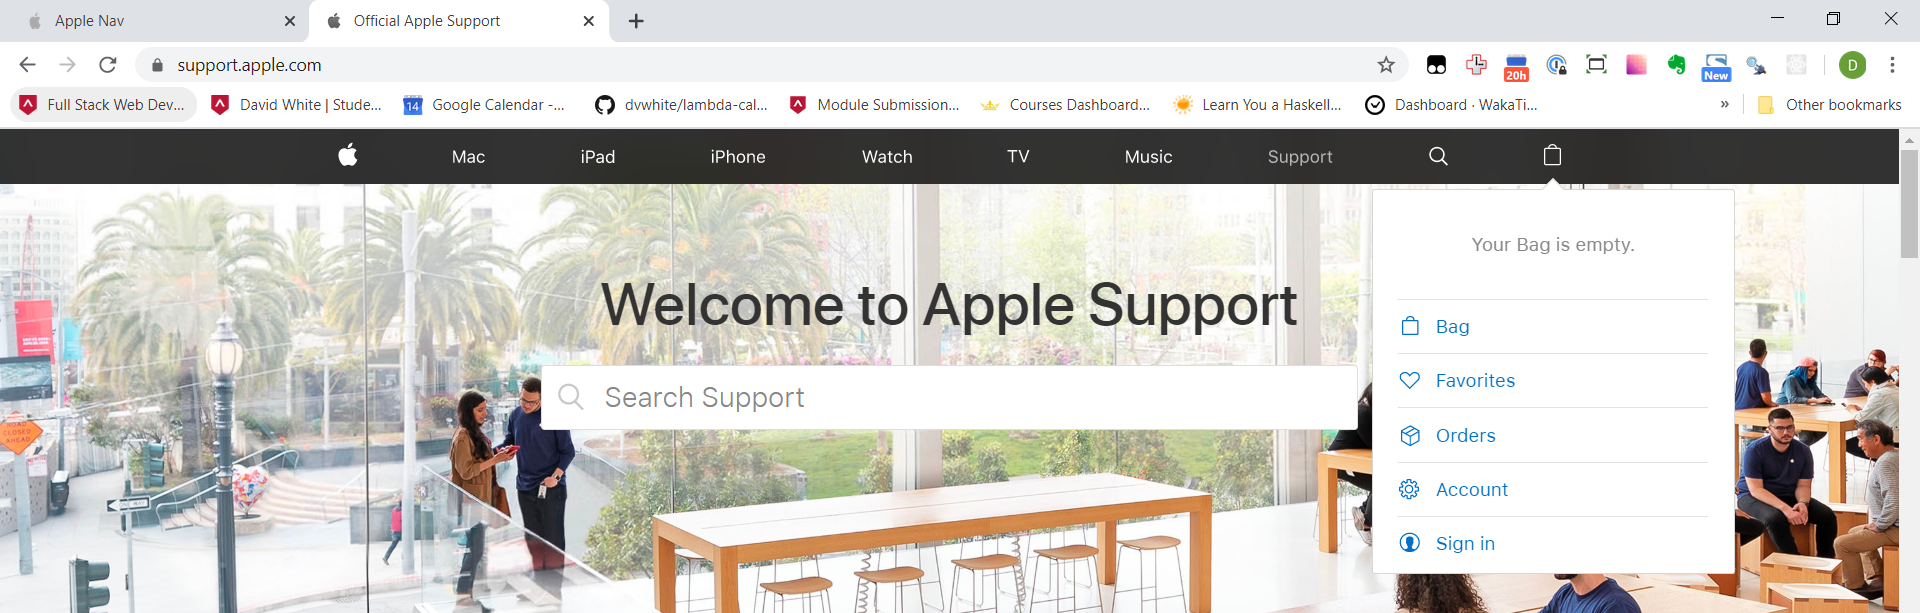 Apple Nav
Official Apple Support
support.apple.com
20h
New
D
Full Stack Web Dev...
David White | Stude...
14
Google Calendar -...
dvwhite/lambda-cal...
Module Submission...
Courses Dashboard...
Learn You a Haskell...
Dashboard · WakaTi...
»
Other bookmarks
Mac
iPad
iPhone
Watch
TV
Music
Support
Your Bag is empty.
Welcome to Apple Support
Bag
Search Support
Favorites
ROAD
CLOSED
AHEAD
Orders
Account
Sign in